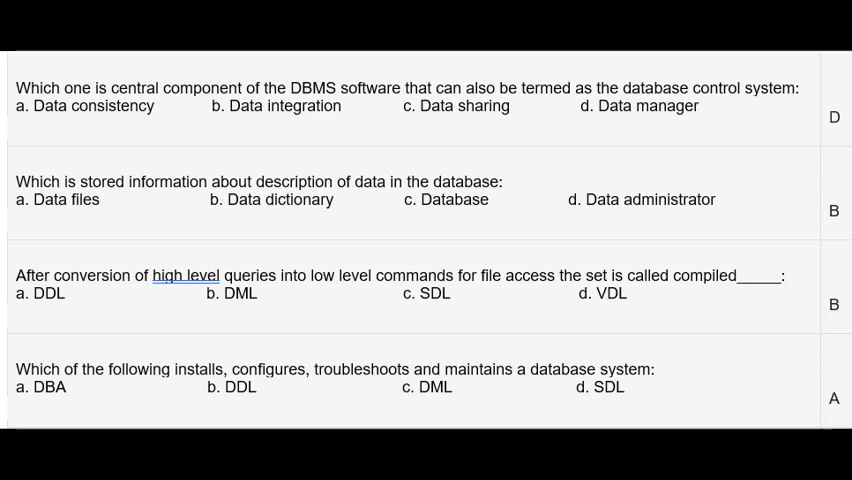 Which one is central component of the DBMS software that can also be termed as the database control system:
a. Data consistency b. Data integration c. Data sharing d. Data manager
D
Which is stored information about description of data in the database:
a. Data files b. Data dictionary c. Database d. Data administrator
B
After conversion of high level queries into low level commands for file access the set is called compiled_____:
a. DDL b. DML c. SDL d. VDL
B
Which of the following installs, configures, troubleshoots and maintains a database system:
a. DBA b. DDL c. DML d. SDL
A